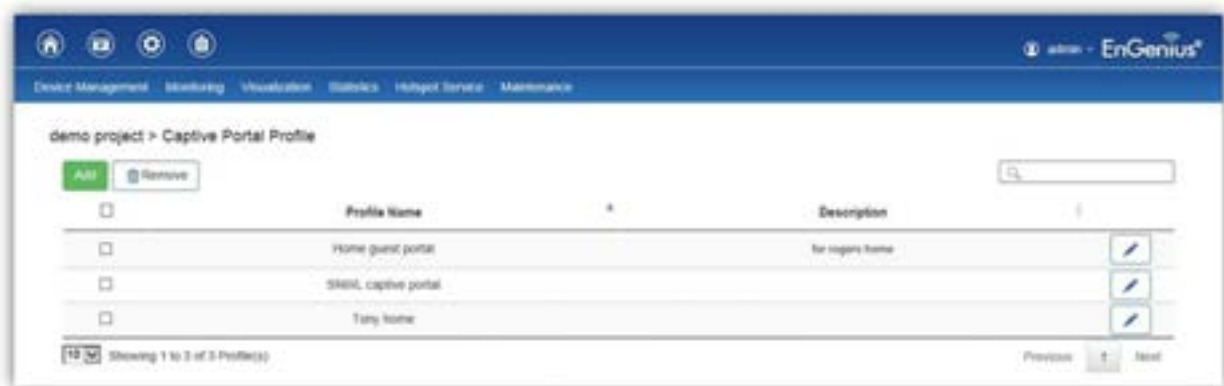 admin EnGenius®
Device Management Monitoring Visualization Statistics Hotspot Service Maintenance
demo project > Captive Portal Profile
Add Remove
Profile Name Description
Home guest portal for rogers home
captive portal
Tony home
10 Showing 1 to 3 of 3 Profile(s) Previous 1 Next